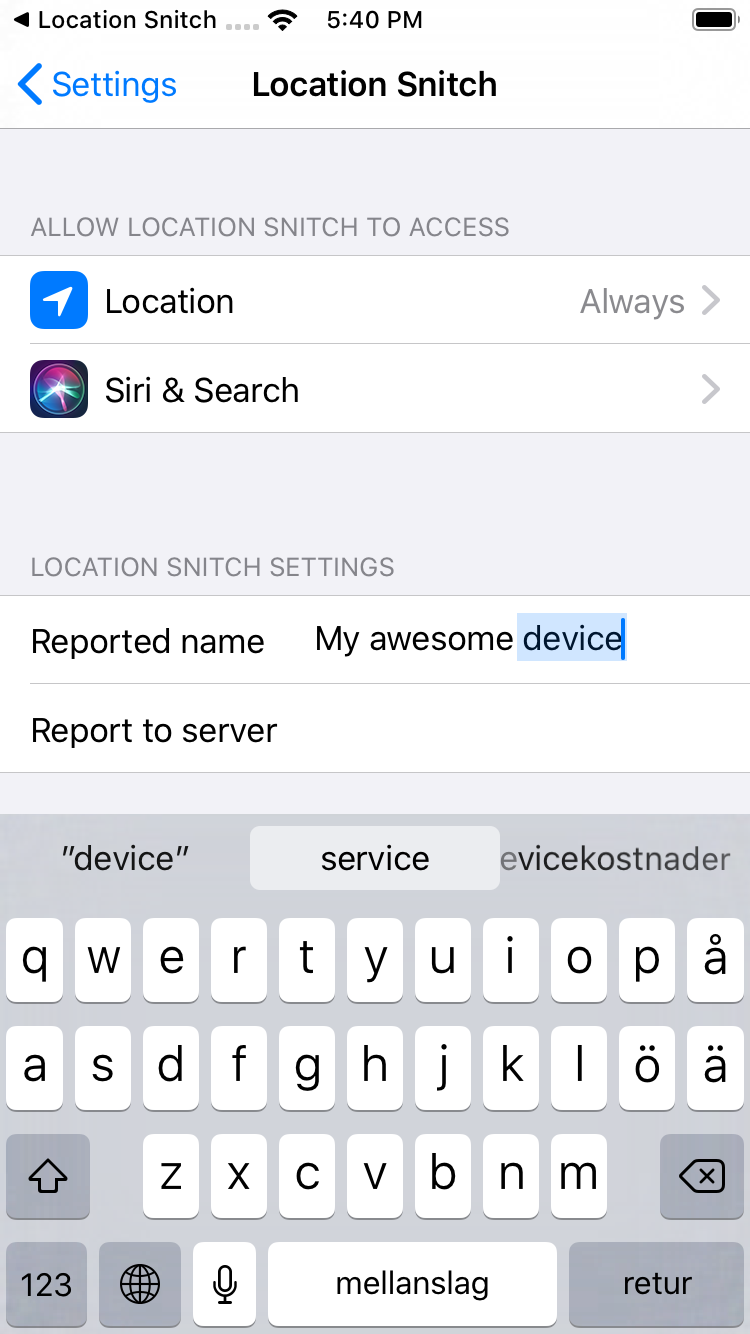 Location Snitch 5:40 PM
Settings Location Snitch
ALLOW LOCATION SNITCH TO ACCESS
Location Always
Siri & Search
LOCATION SNITCH SETTINGS
Reported name My awesome device
Report to server
"device" service evicekostnader
q w e r t y u i o p å
a s d f g h j k l ö ä
z x c v b n m
123 mellanslag retur